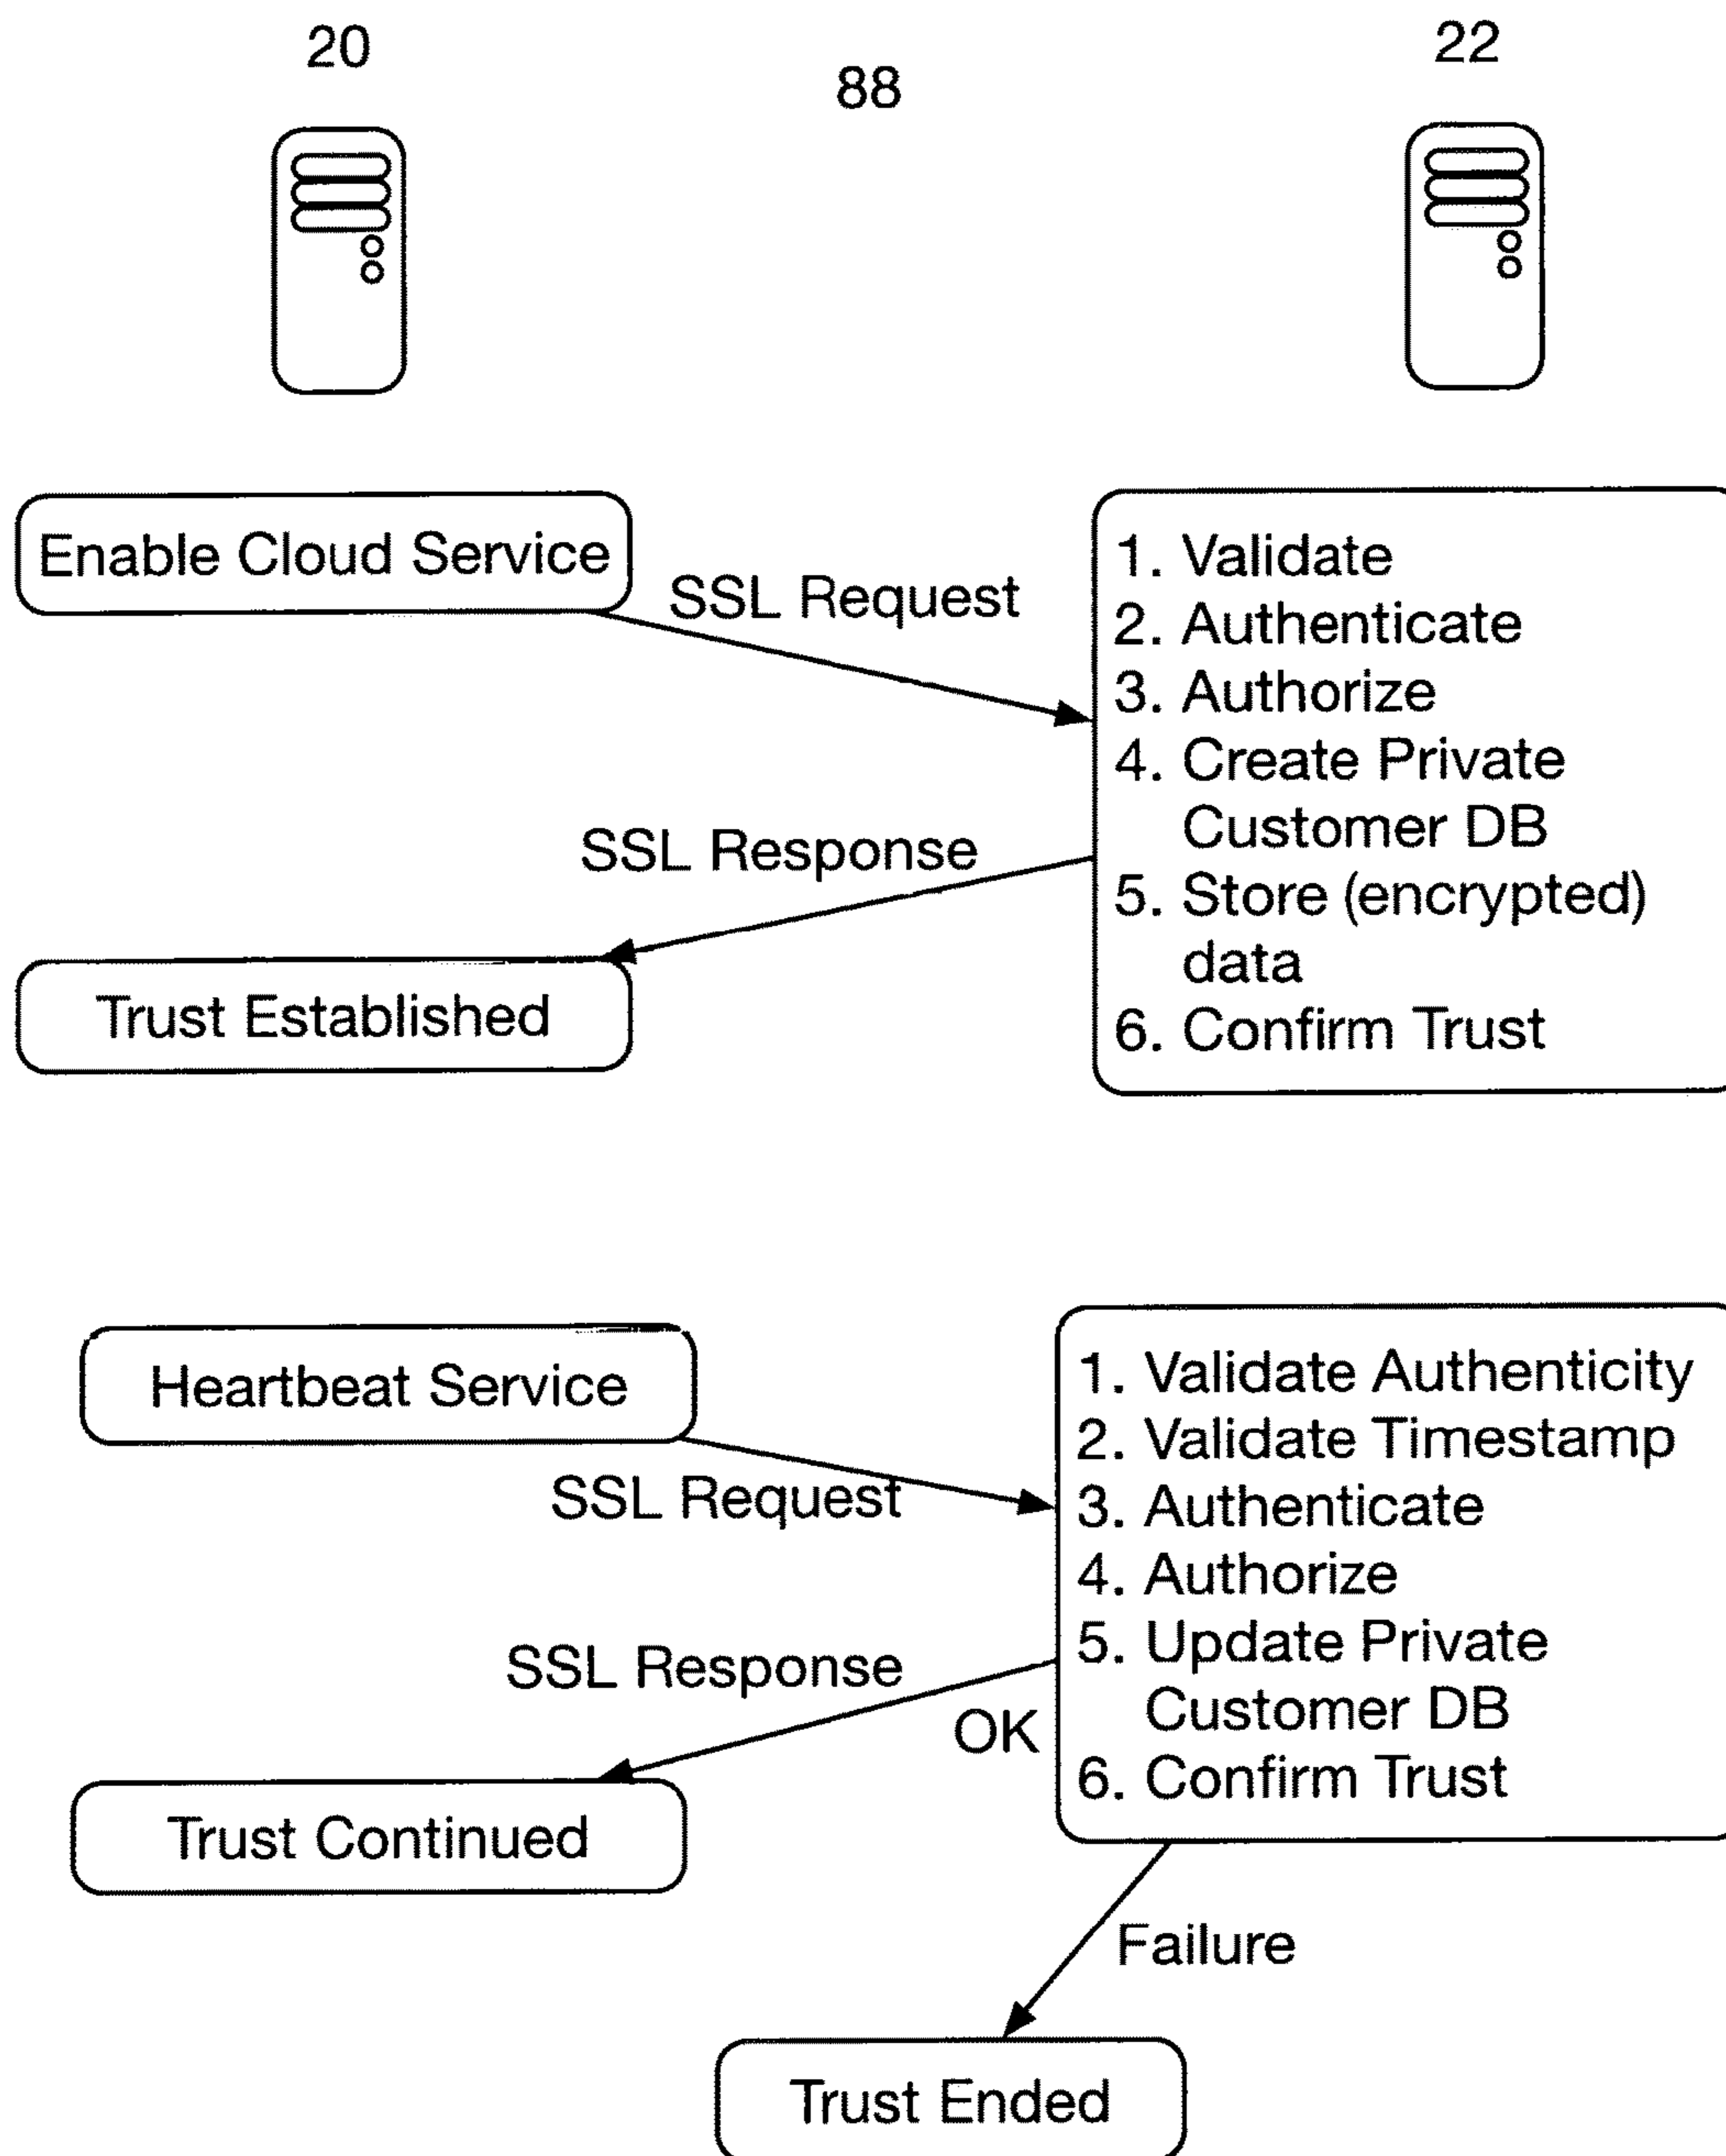 20
88
22
Enable Cloud Service
SSL Request
1. Validate
2. Authenticate
3. Authorize
4. Create Private
Customer DB
5. Store (encrypted)
data
6. Confirm Trust
SSL Response
Trust Established
Heartbeat Service
SSL Request
1. Validate Authenticity
2. Validate Timestamp
3. Authenticate
4. Authorize
5. Update Private
Customer DB
6. Confirm Trust
SSL Response
OK
Trust Continued
Failure
Trust Ended